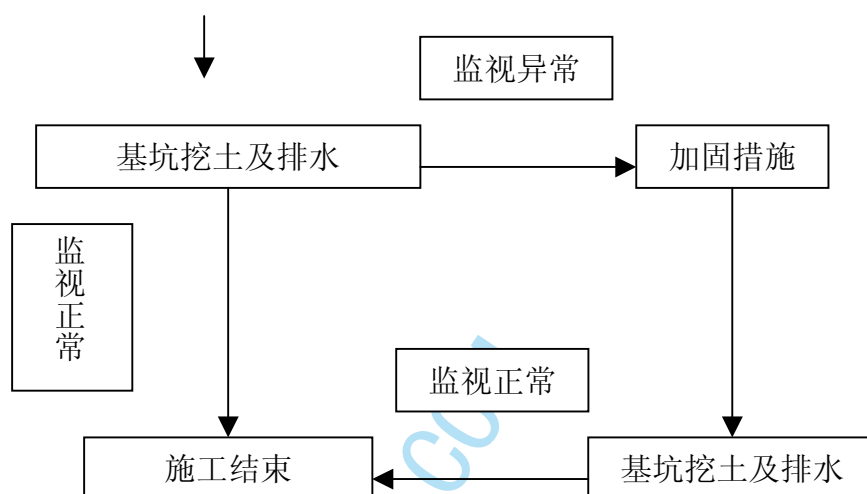 监视异常
基坑挖土及排水
加固措施
监
视
正
常
监视正常
施工结束
基坑挖土及排水